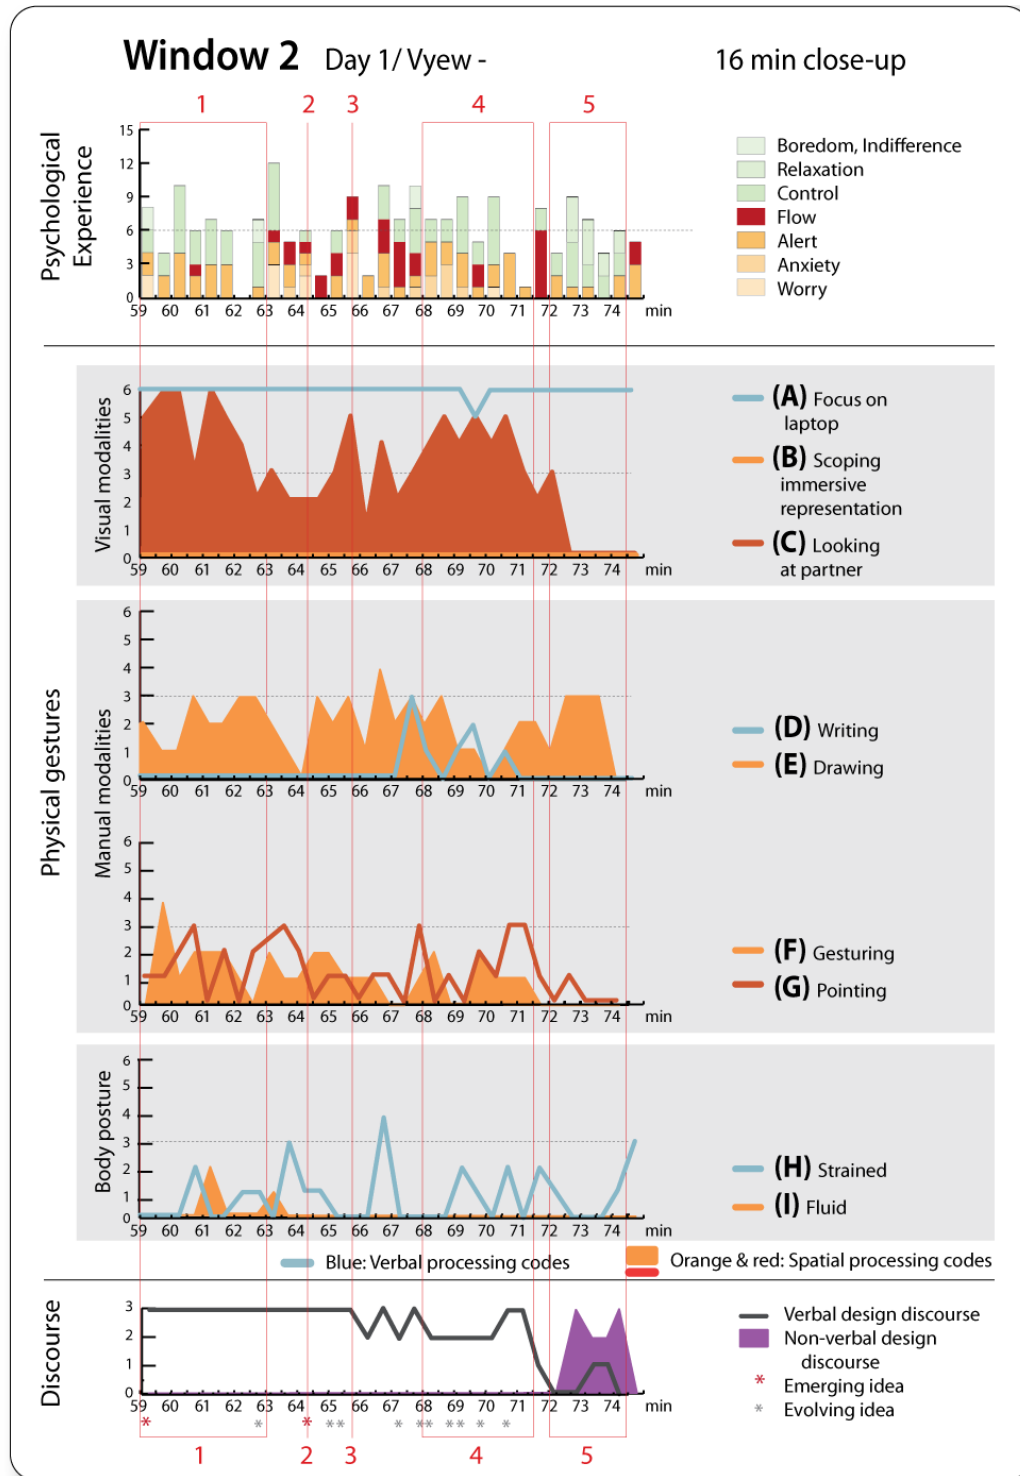 Window 2 Day 1/ Vyew - 16 min close-up
1 2 3 4 5
Psychological
Experience
15
12
9
6
3
0
59 60 61 62 63 64 65 66 67 68 69 70 71 72 73 74 min
Boredom, Indifference
Relaxation
Control
Flow
Alert
Anxiety
Worry
Physical gestures
Visual modalities
6
5
4
3
2
1
0
59 60 61 62 63 64 65 66 67 68 69 70 71 72 73 74 min
(A) Focus on
laptop
(B) Scoping
immersive
representation
(C) Looking
at partner
Manual modalities
6
5
4
3
2
1
0
59 60 61 62 63 64 65 66 67 68 69 70 71 72 73 74 min
(D) Writing
(E) Drawing
6
5
4
3
2
1
0
59 60 61 62 63 64 65 66 67 68 69 70 71 72 73 74 min
(F) Gesturing
(G) Pointing
Body posture
6
5
4
3
2
1
0
59 60 61 62 63 64 65 66 67 68 69 70 71 72 73 74 min
(H) Strained
(I) Fluid
Blue: Verbal processing codes
Orange & red: Spatial processing codes
Discourse
3
2
1
0
59 60 61 62 63 64 65 66 67 68 69 70 71 72 73 74 min
* * * * * * * * * * * *
Verbal design discourse
Non-verbal design
discourse
* Emerging idea
* Evolving idea
1 2 3 4 5